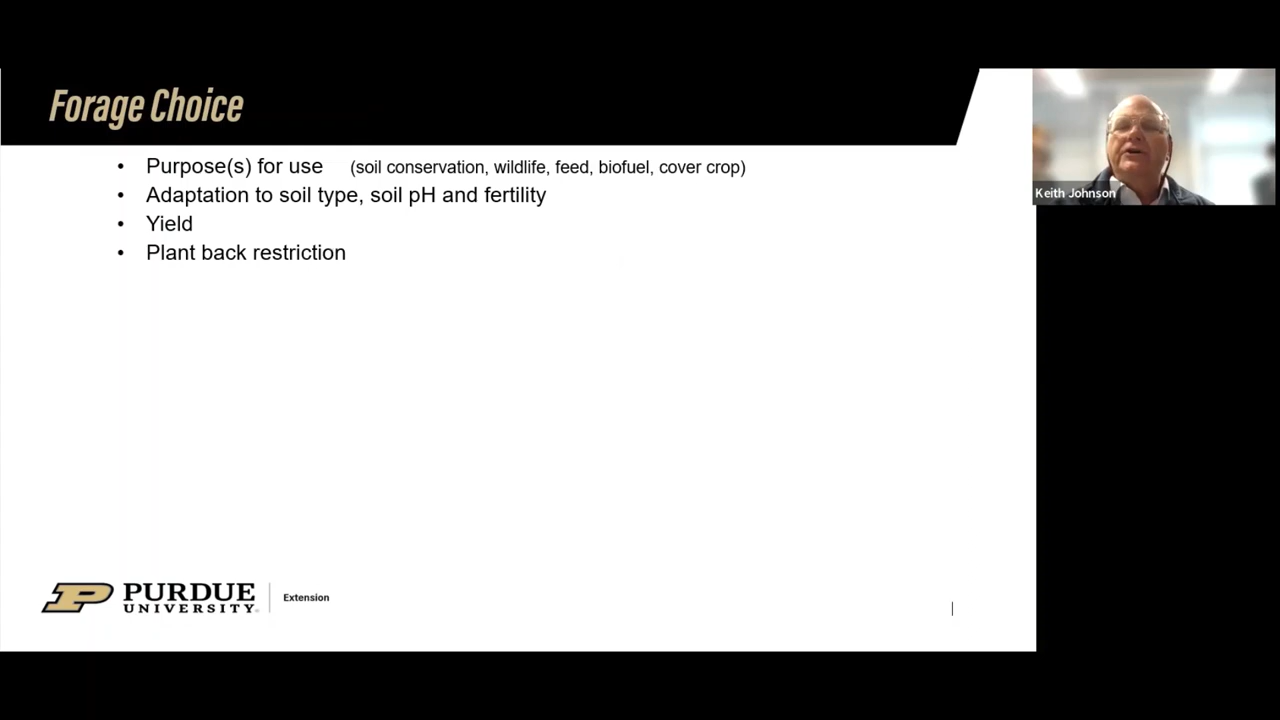 Forage Choice
• Purpose(s) for use (soil conservation, wildlife, feed, biofuel, cover crop)
• Adaptation to soil type, soil pH and fertility
• Yield
• Plant back restriction
Keith Johnson
P PURDUE UNIVERSITY. Extension